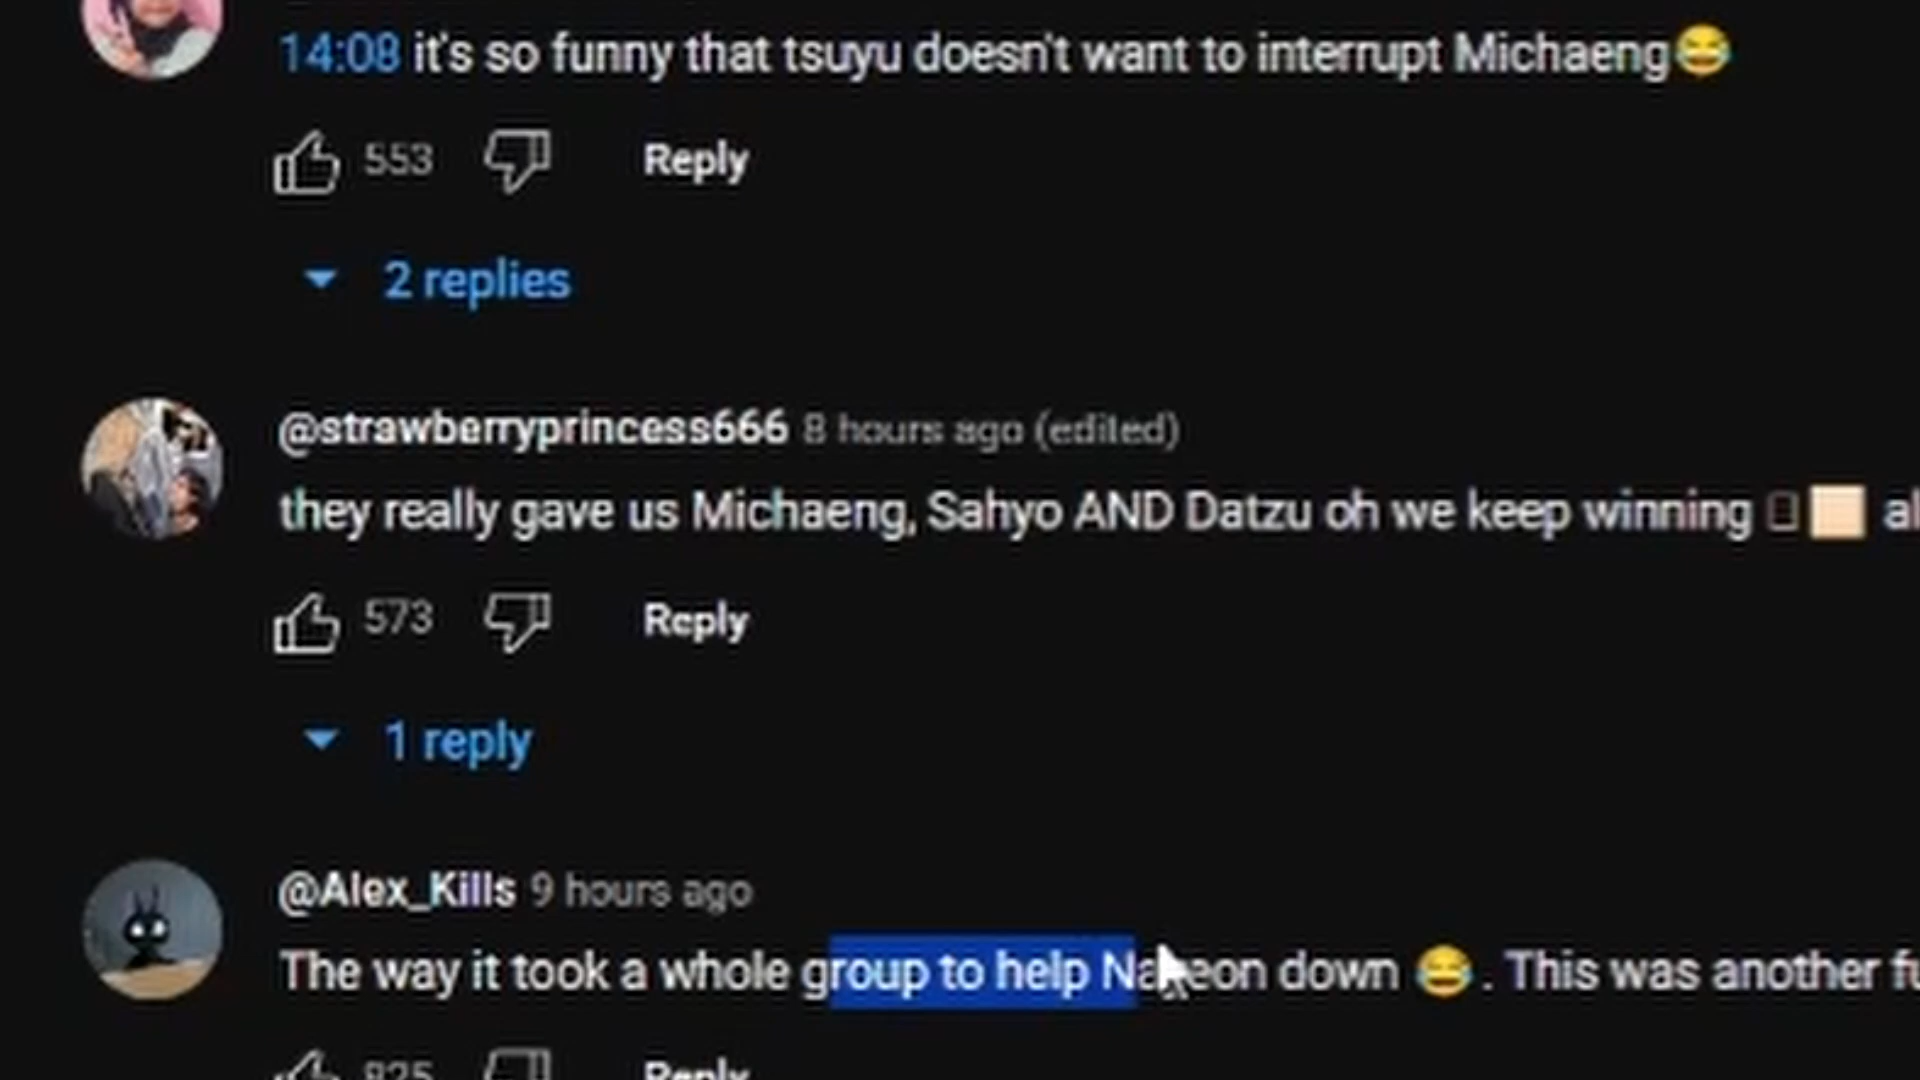 14:08 it's so funny that tsuyu doesn't want to interrupt Michaeng😂
553 Reply
2 replies
@strawberryprincess666 8 hours ago (edited)
they really gave us Michaeng, Sahyo AND Datzu oh we keep winning
573 Reply
1 reply
@Alex_Kills 9 hours ago
The way it took a whole group to help down 😂. This was another
825 Reply